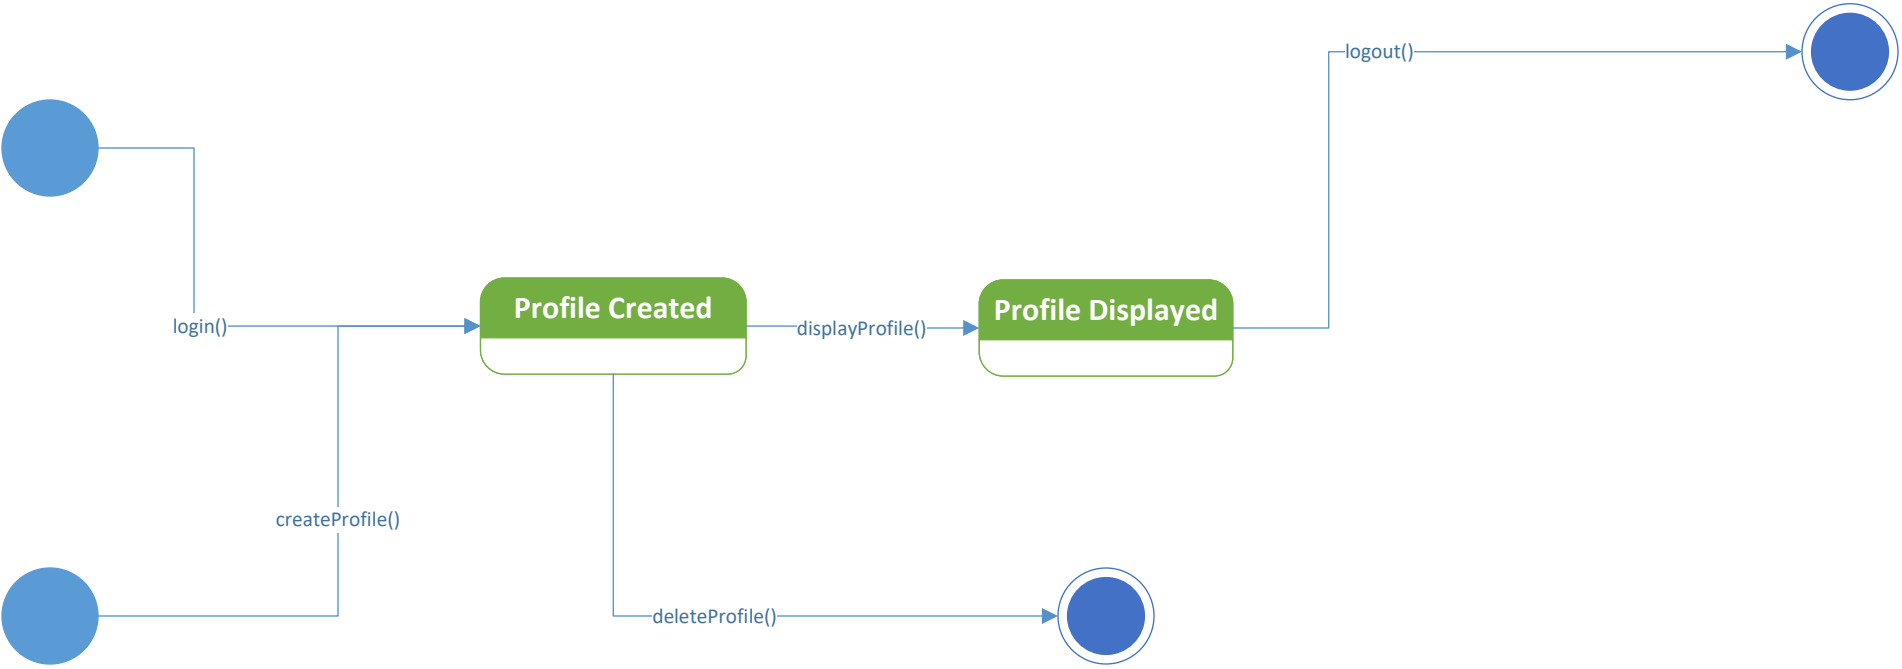 logout()
Profile Created
Profile Displayed
login()
displayProfile()
createProfile()
deleteProfile()